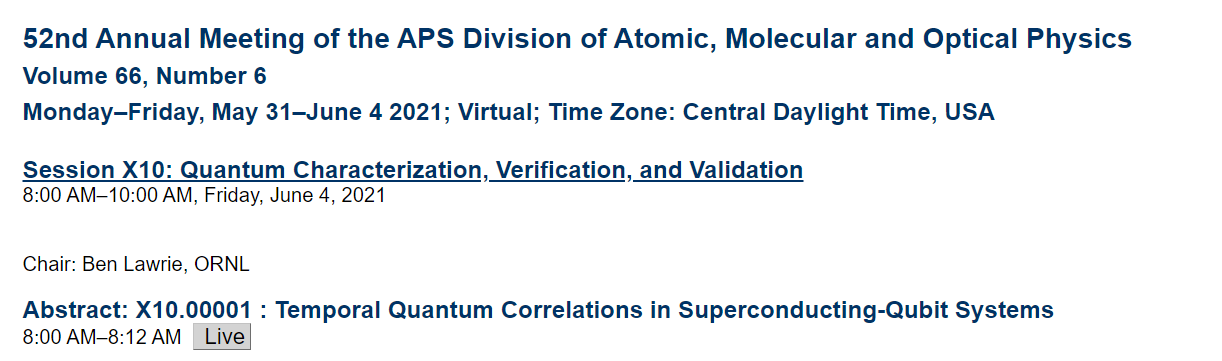 52nd Annual Meeting of the APS Division of Atomic, Molecular and Optical Physics
Volume 66, Number 6
Monday–Friday, May 31–June 4 2021; Virtual; Time Zone: Central Daylight Time, USA
Session X10: Quantum Characterization, Verification, and Validation
8:00 AM–10:00 AM, Friday, June 4, 2021
Chair: Ben Lawrie, ORNL
Abstract: X10.00001 : Temporal Quantum Correlations in Superconducting-Qubit Systems
8:00 AM–8:12 AM Live